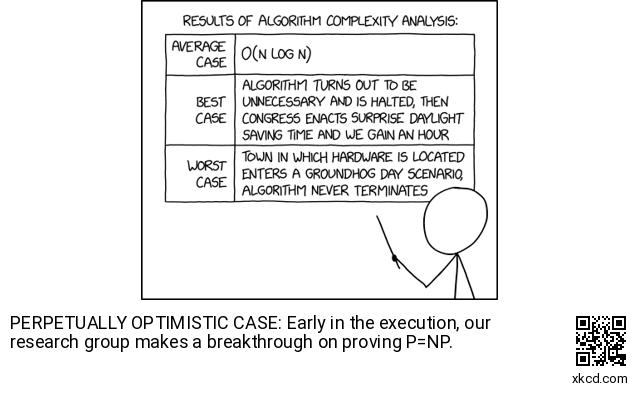 RESULTS OF ALGORITHM COMPLEXITY ANALYSIS:
AVERAGE CASE
O(N LOG N)
BEST CASE
ALGORITHM TURNS OUT TO BE
UNNECESSARY AND IS HALTED, THEN
CONGRESS ENACTS SURPRISE DAYLIGHT
SAVING TIME AND WE GAIN AN HOUR
WORST CASE
TOWN IN WHICH HARDWARE IS LOCATED
ENTERS A GROUNDHOG DAY SCENARIO,
ALGORITHM NEVER TERMINATES
PERPETUALLY OPTIMISTIC CASE: Early in the execution, our
research group makes a breakthrough on proving P=NP.
xkcd.com